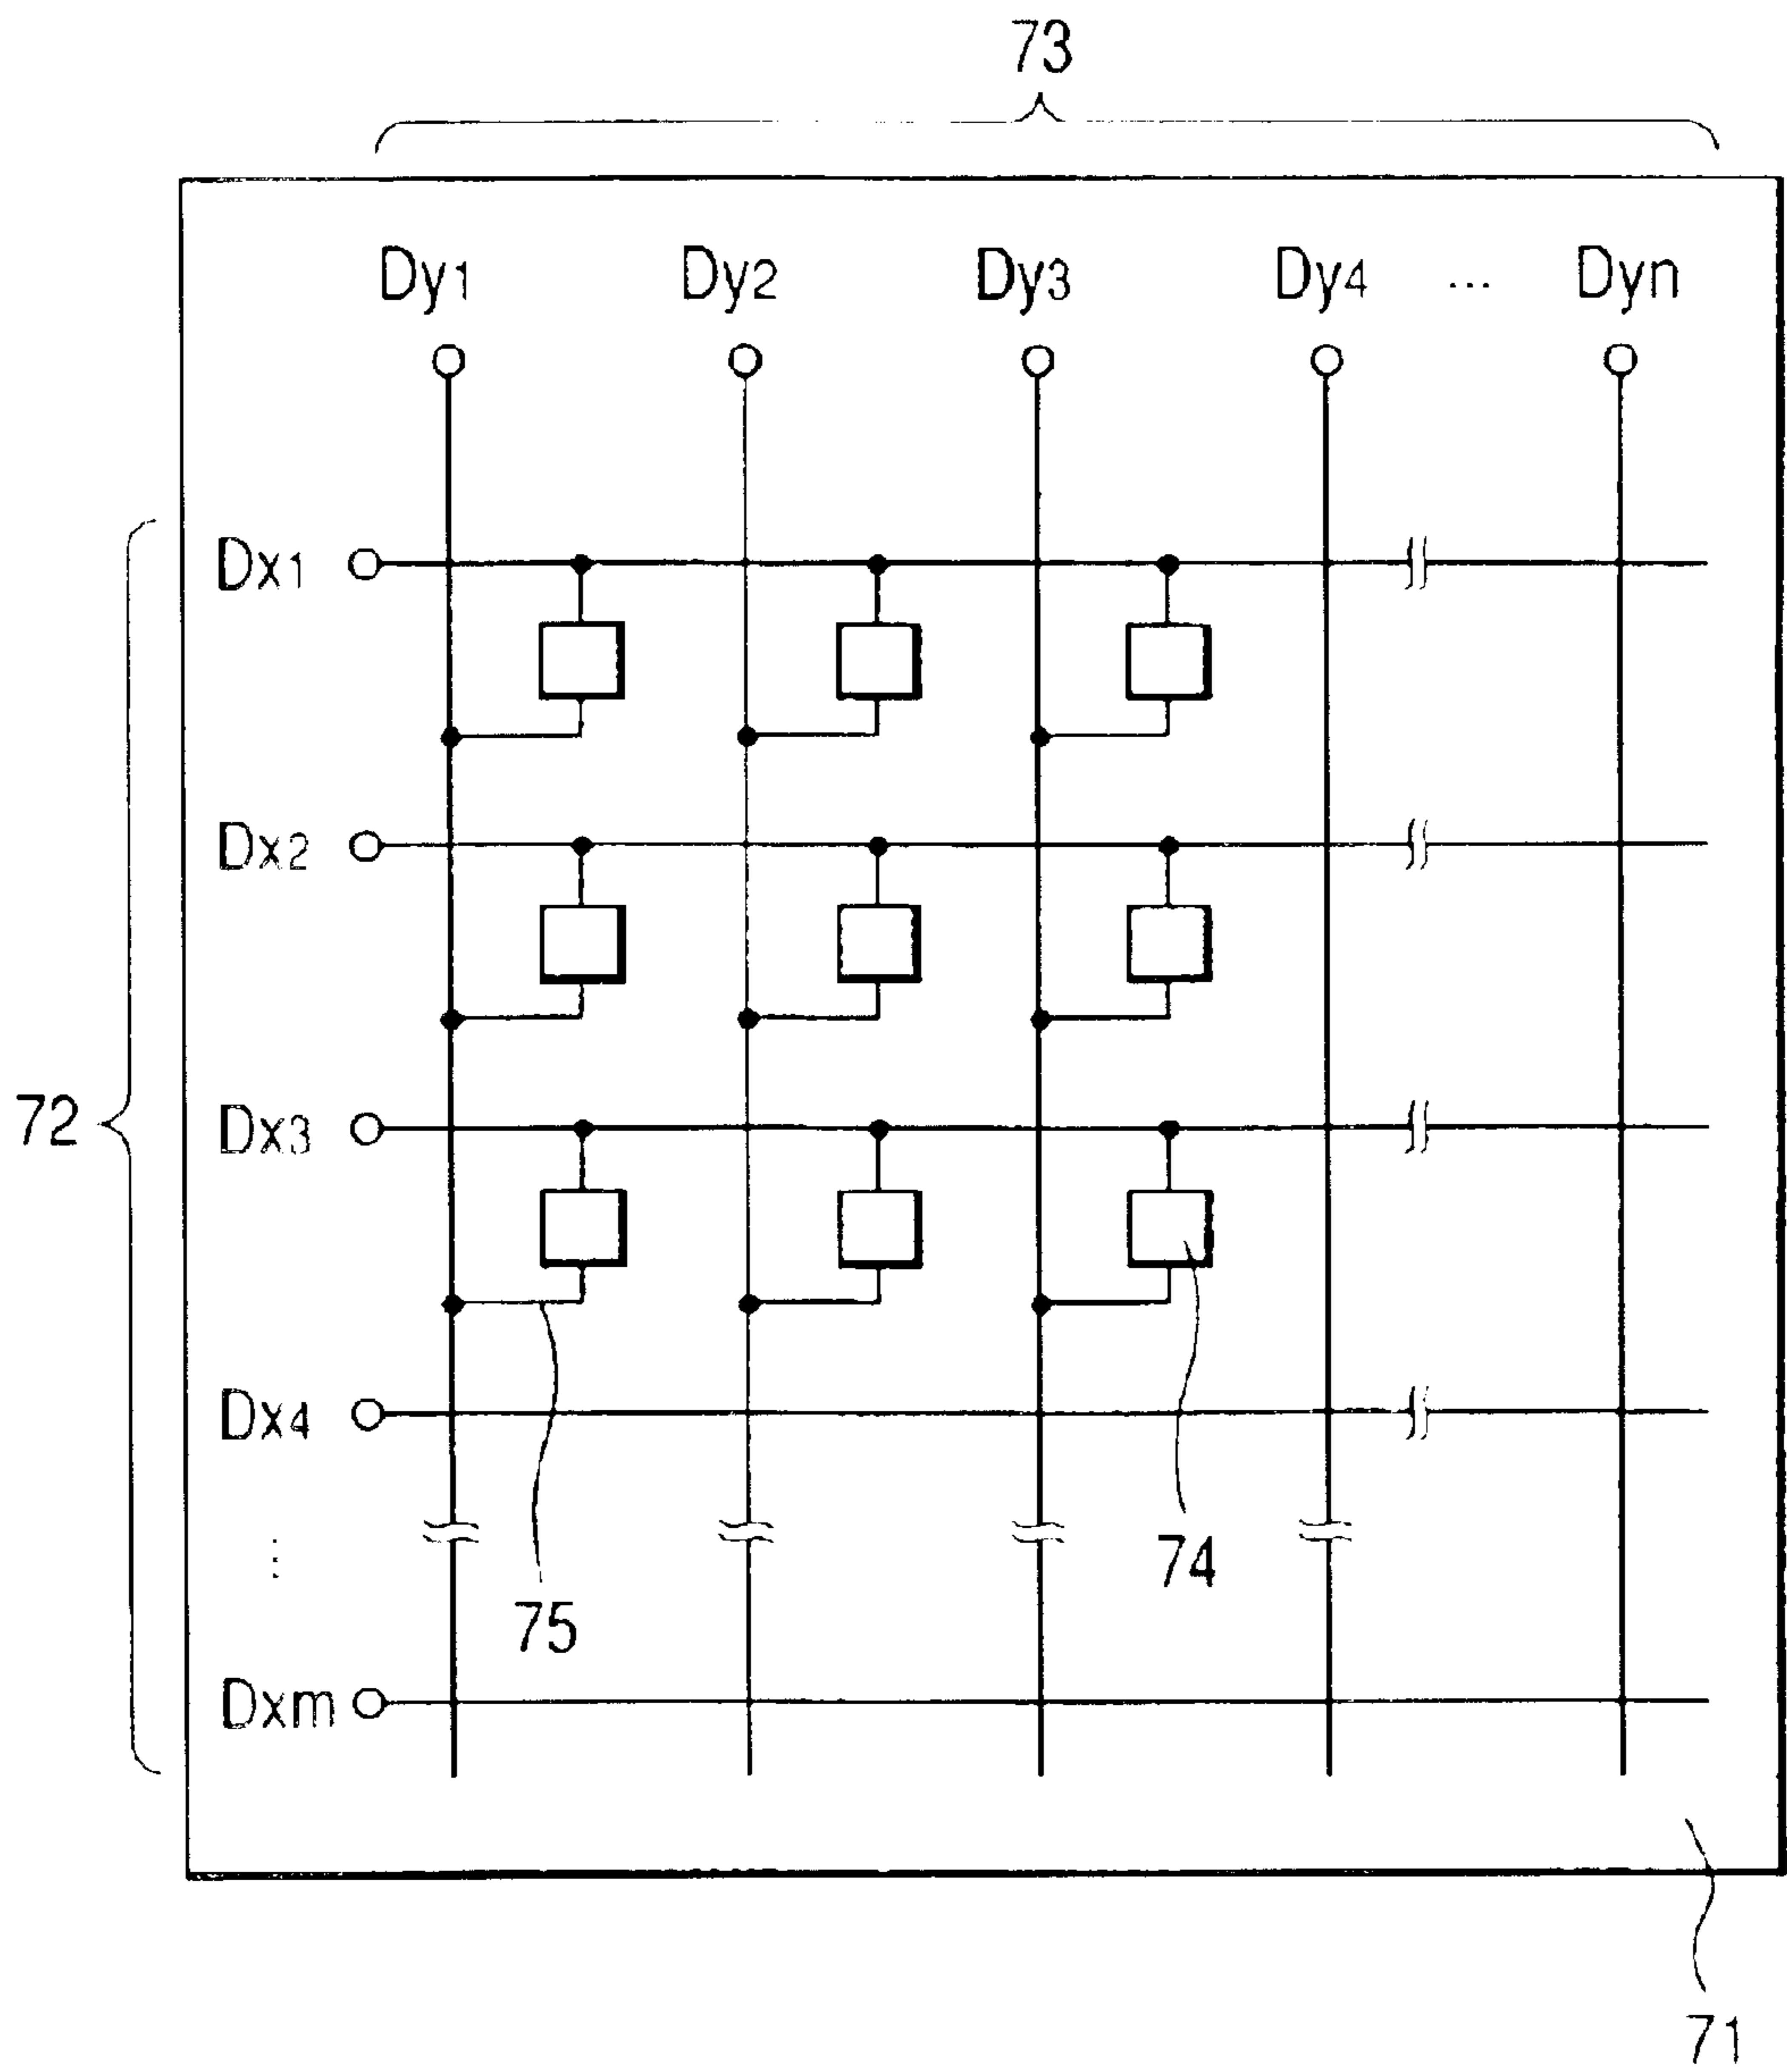 73
Dy1 Dy2 Dy3 Dy4 ... Dyn
Dx1
Dx2
72
Dx3
Dx4
74
⋮
75
Dxm
71